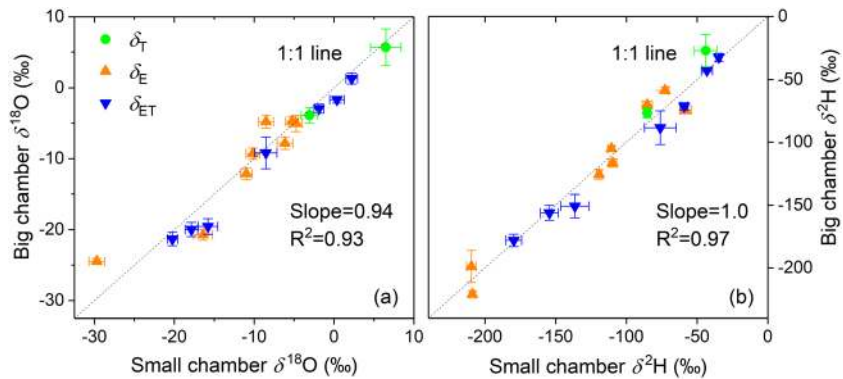 10
0
-10
-20
-30
Big chamber δ¹⁸O (‰)
δT
δE
δET
1:1 line
Slope=0.94
R²=0.93
(a)
-30 -20 -10 0 10
Small chamber δ¹⁸O (‰)
1:1 line
Slope=1.0
R²=0.97
(b)
-200 -150 -100 -50 0
Small chamber δ²H (‰)
0
-50
-100
-150
-200
Big chamber δ²H (‰)